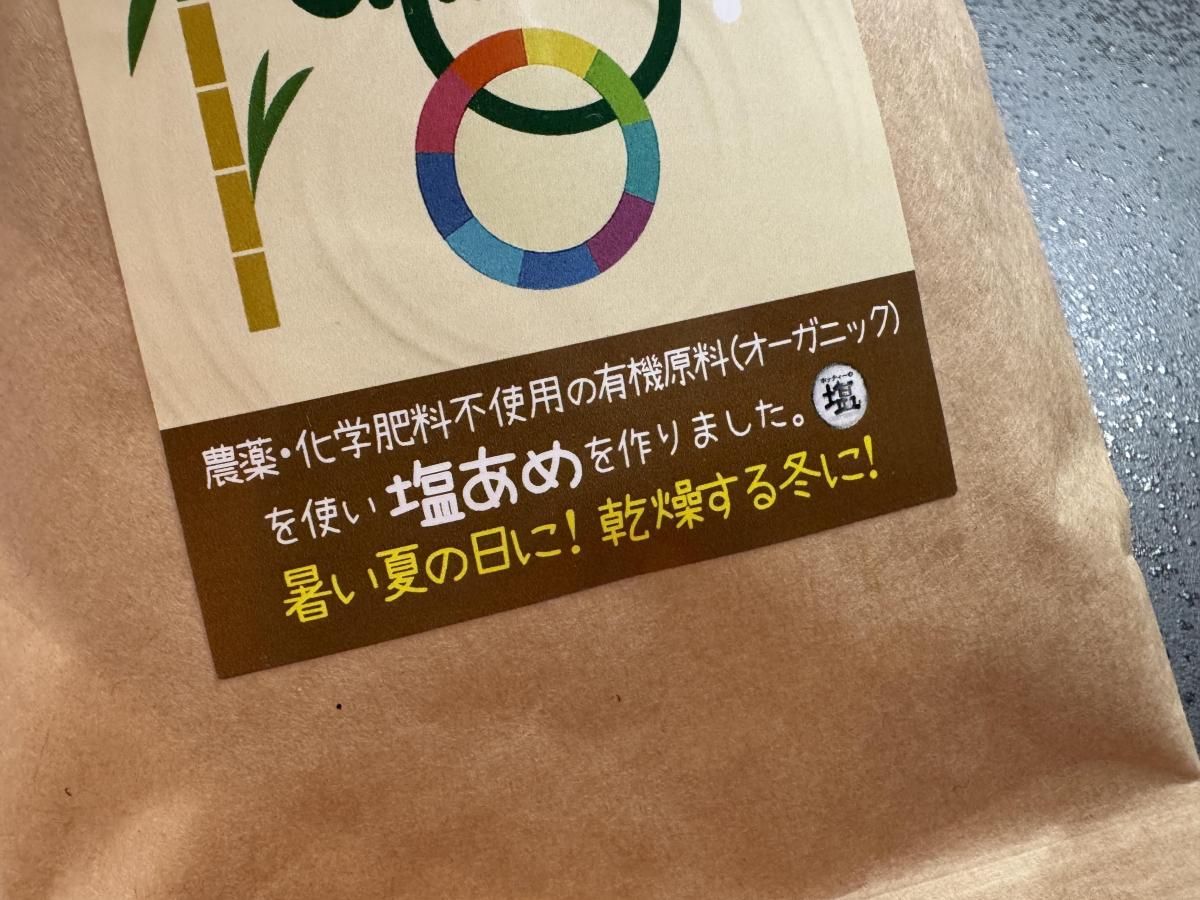 農薬・化学肥料不使用の有機原料(オーガニック)
を使い塩あめを作りました。
塩
暑い夏の日に!乾燥する冬に!